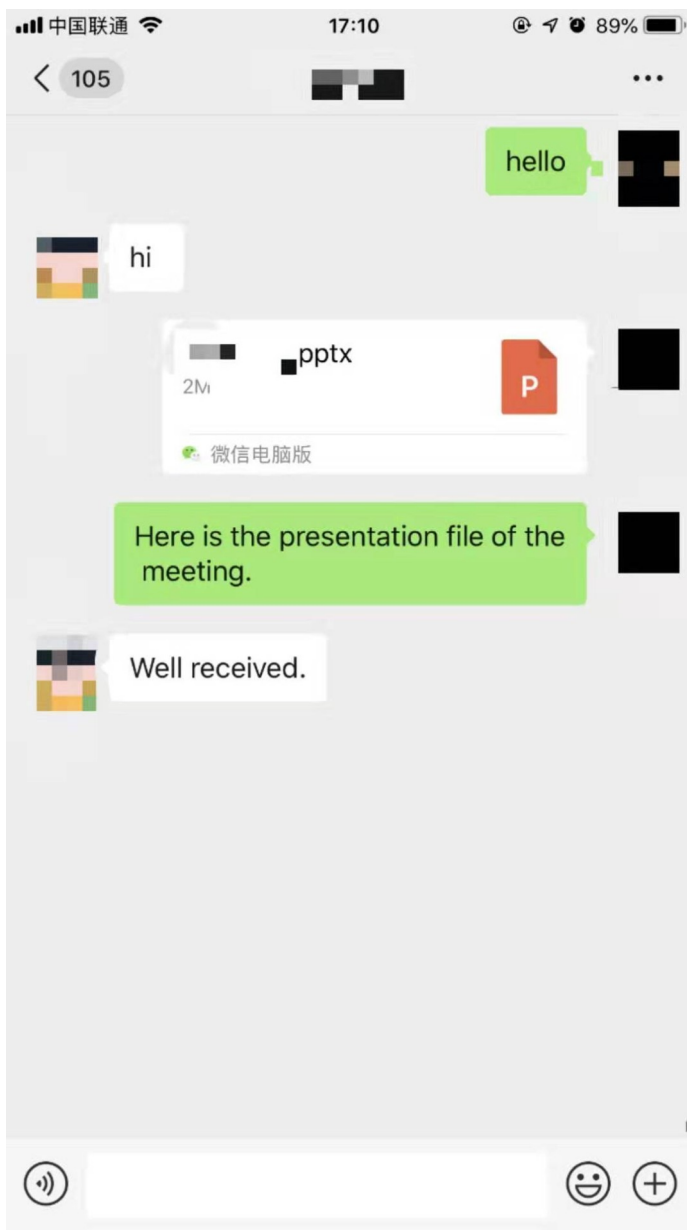 中国联通
17:10
89%
105
hello
hi
pptx
2M
P
微信电脑版
Here is the presentation file of the
meeting.
Well received.